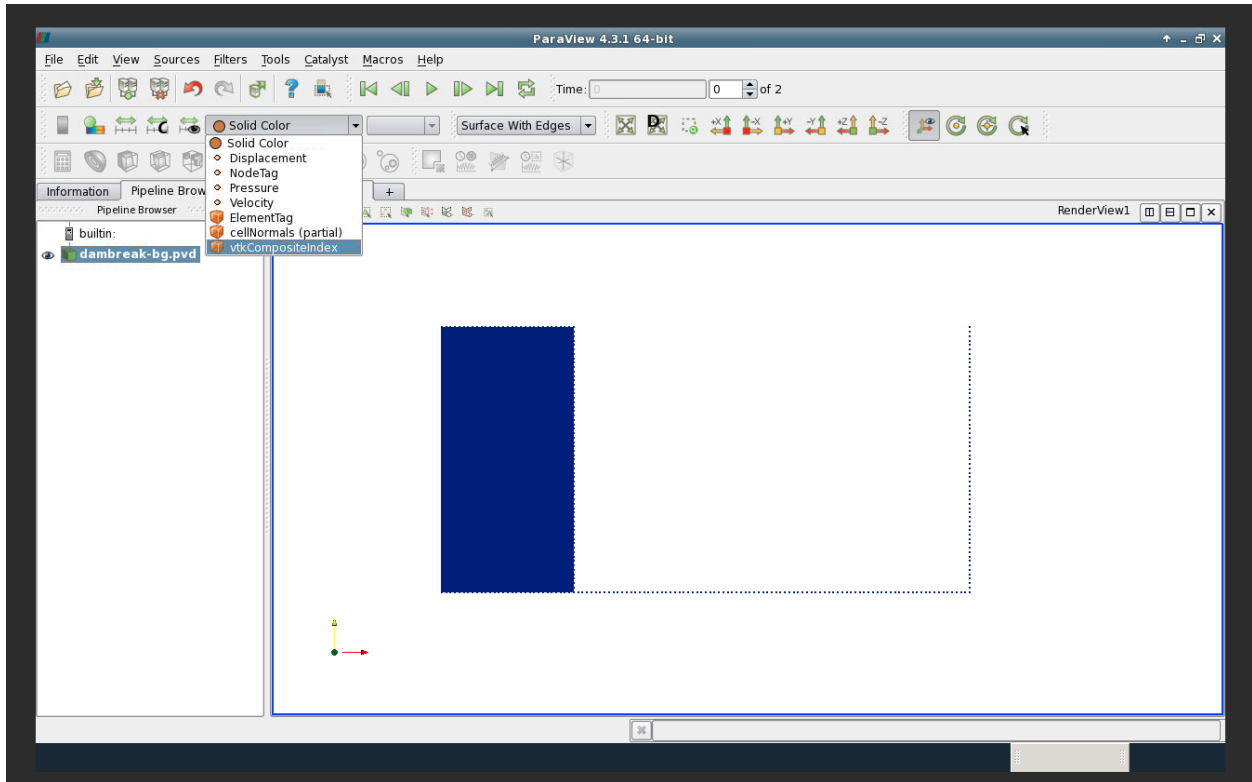 ParaView 4.3.1 64-bit
File Edit View Sources Filters Tools Catalyst Macros Help
Time: 0 0 of 2
Solid Color Surface With Edges +X -X +Y -Y +Z -Z
Solid Color
Displacement
NodeTag
Pressure
Velocity
ElementTag
cellNormals (partial)
vtkCompositeIndex
Information Pipeline Brow +
Pipeline Browser RenderView1
builtin:
dambreak-bg.pvd